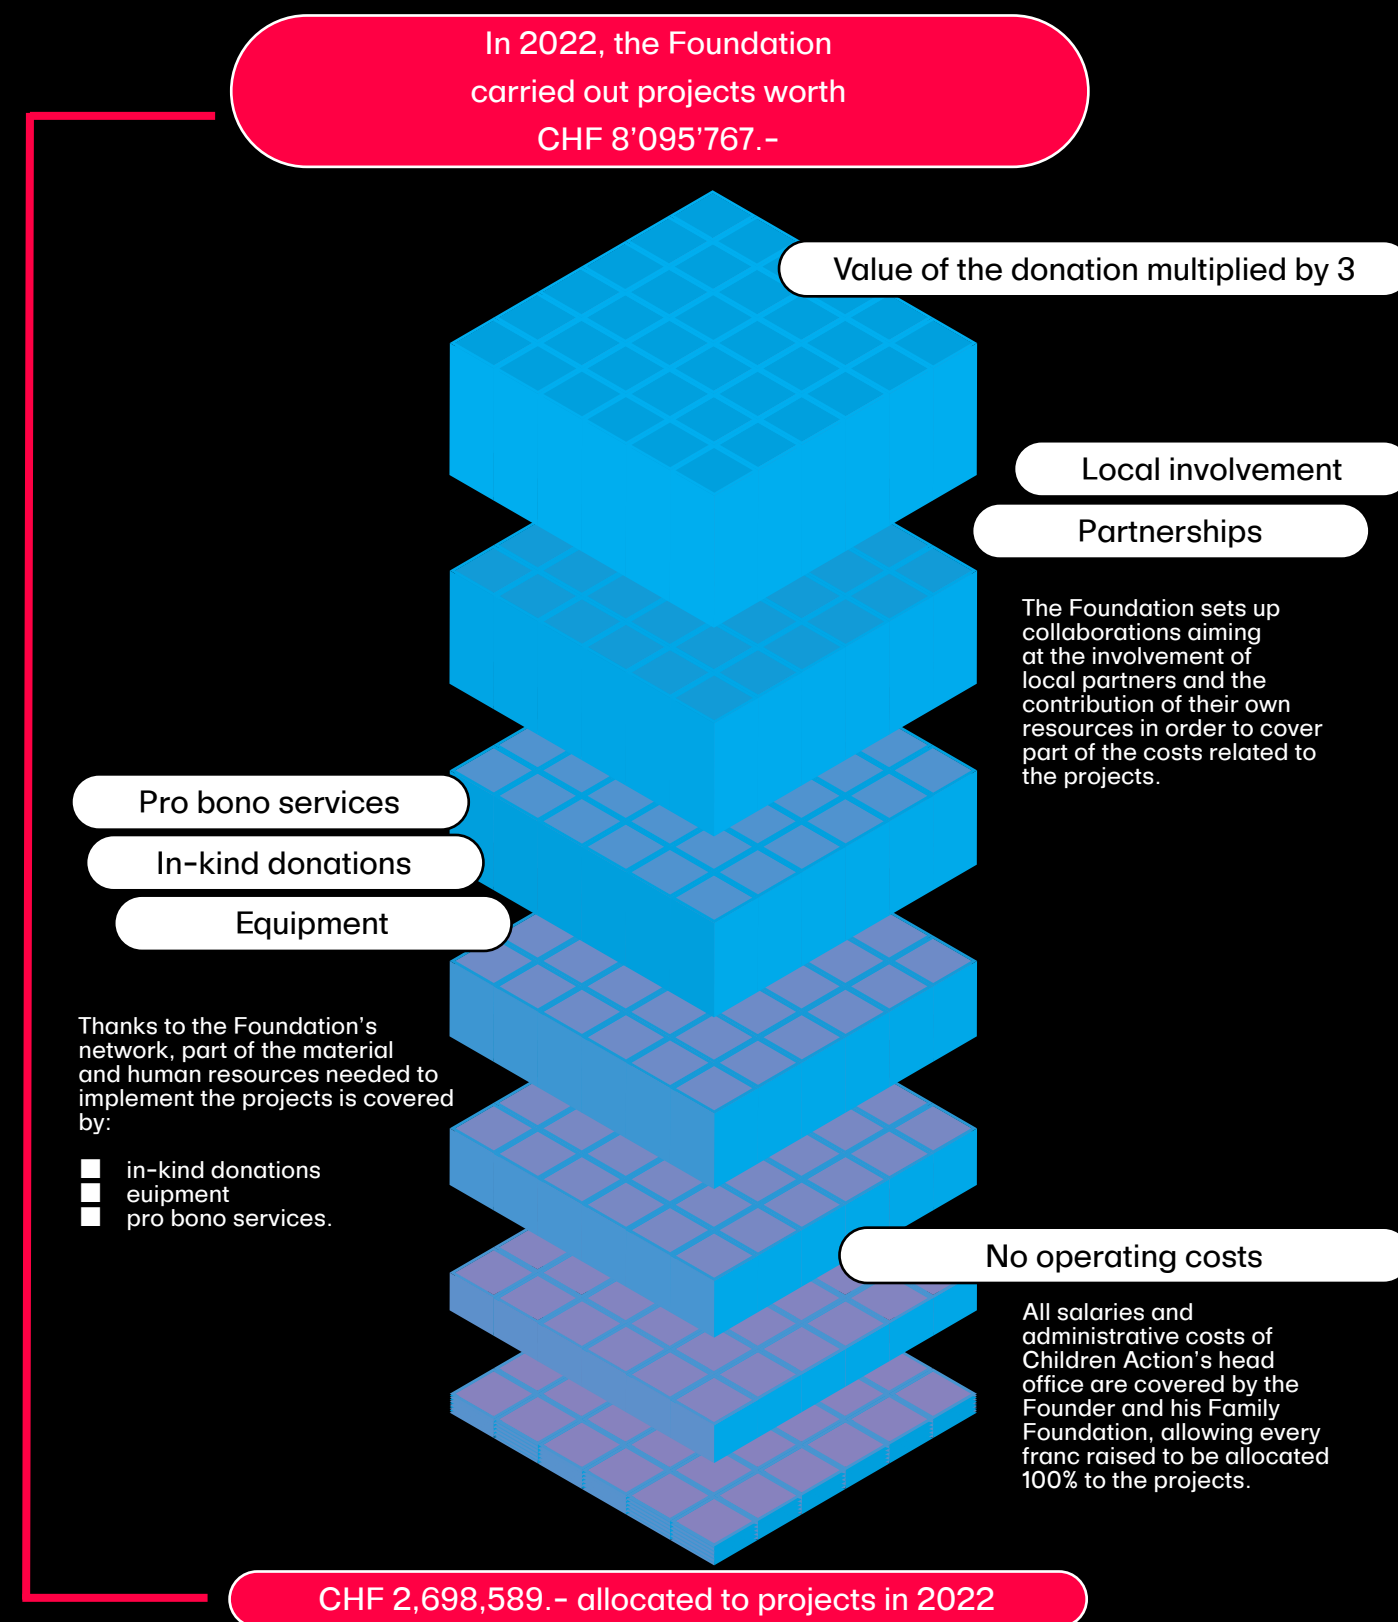 In 2022, the Foundation
carried out projects worth
CHF 8’095’767.-
Value of the donation multiplied by 3
Local involvement
Partnerships
The Foundation sets up
collaborations aiming
at the involvement of
local partners and the
contribution of their own
resources in order to cover
part of the costs related to
the projects.
Pro bono services
In-kind donations
Equipment
Thanks to the Foundation’s
network, part of the material
and human resources needed to
implement the projects is covered
by:
in-kind donations
euipment
pro bono services.
No operating costs
All salaries and
administrative costs of
Children Action’s head
office are covered by the
Founder and his Family
Foundation, allowing every
franc raised to be allocated
100% to the projects.
CHF 2,698,589.- allocated to projects in 2022